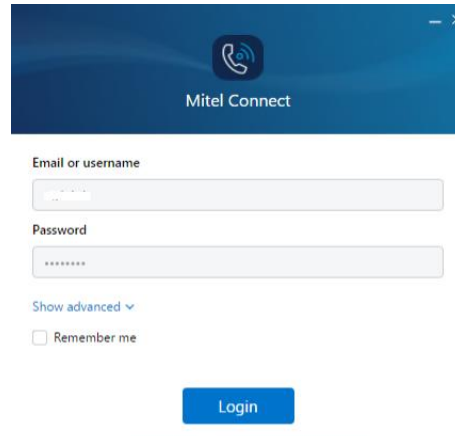 Mitel Connect
Email or username
Password
••••••••
Show advanced
Remember me
Login